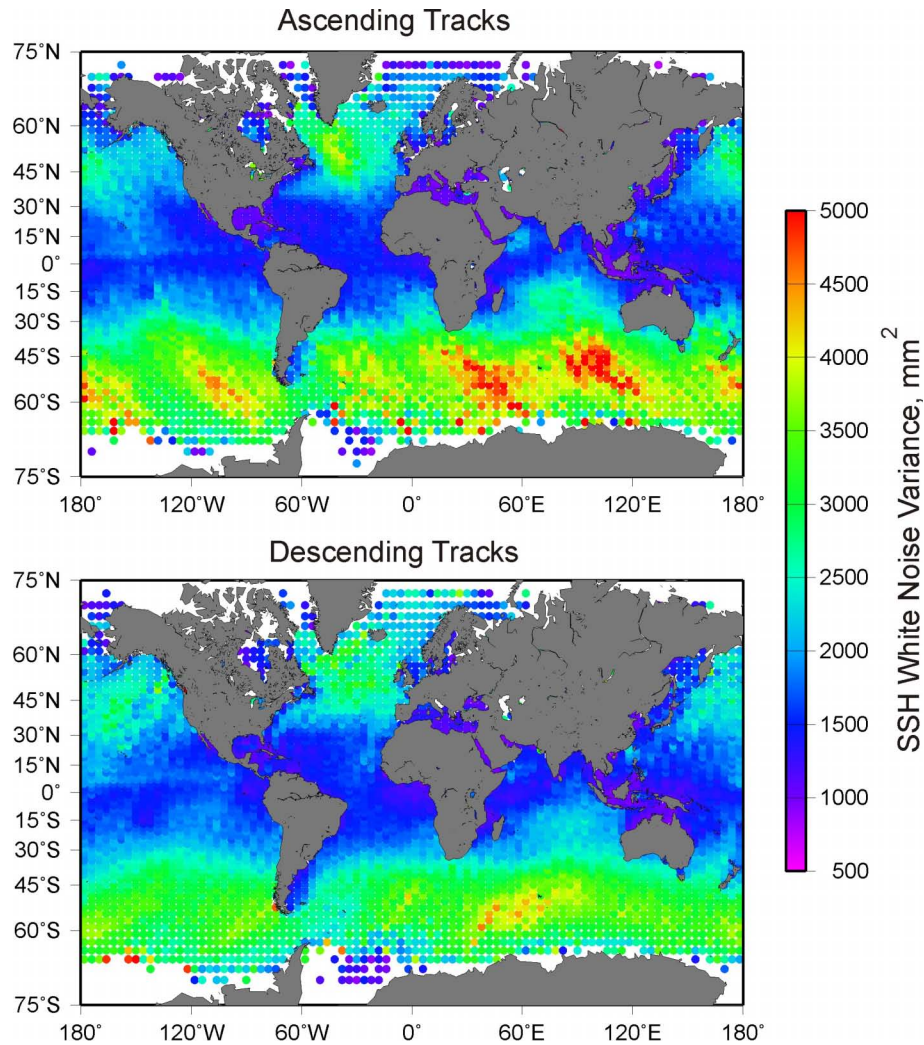 Ascending Tracks
75˚N
60˚N
45˚N
30˚N
15˚N
0˚
15˚S
30˚S
45˚S
60˚S
75˚S
180˚ 120˚W 60˚W 0˚ 60˚E 120˚E 180˚
Descending Tracks
75˚N
60˚N
45˚N
30˚N
15˚N
0˚
15˚S
30˚S
45˚S
60˚S
75˚S
180˚ 120˚W 60˚W 0˚ 60˚E 120˚E 180˚
5000
4500
4000
3500
3000
2500
2000
1500
1000
500
SSH White Noise Variance, mm²